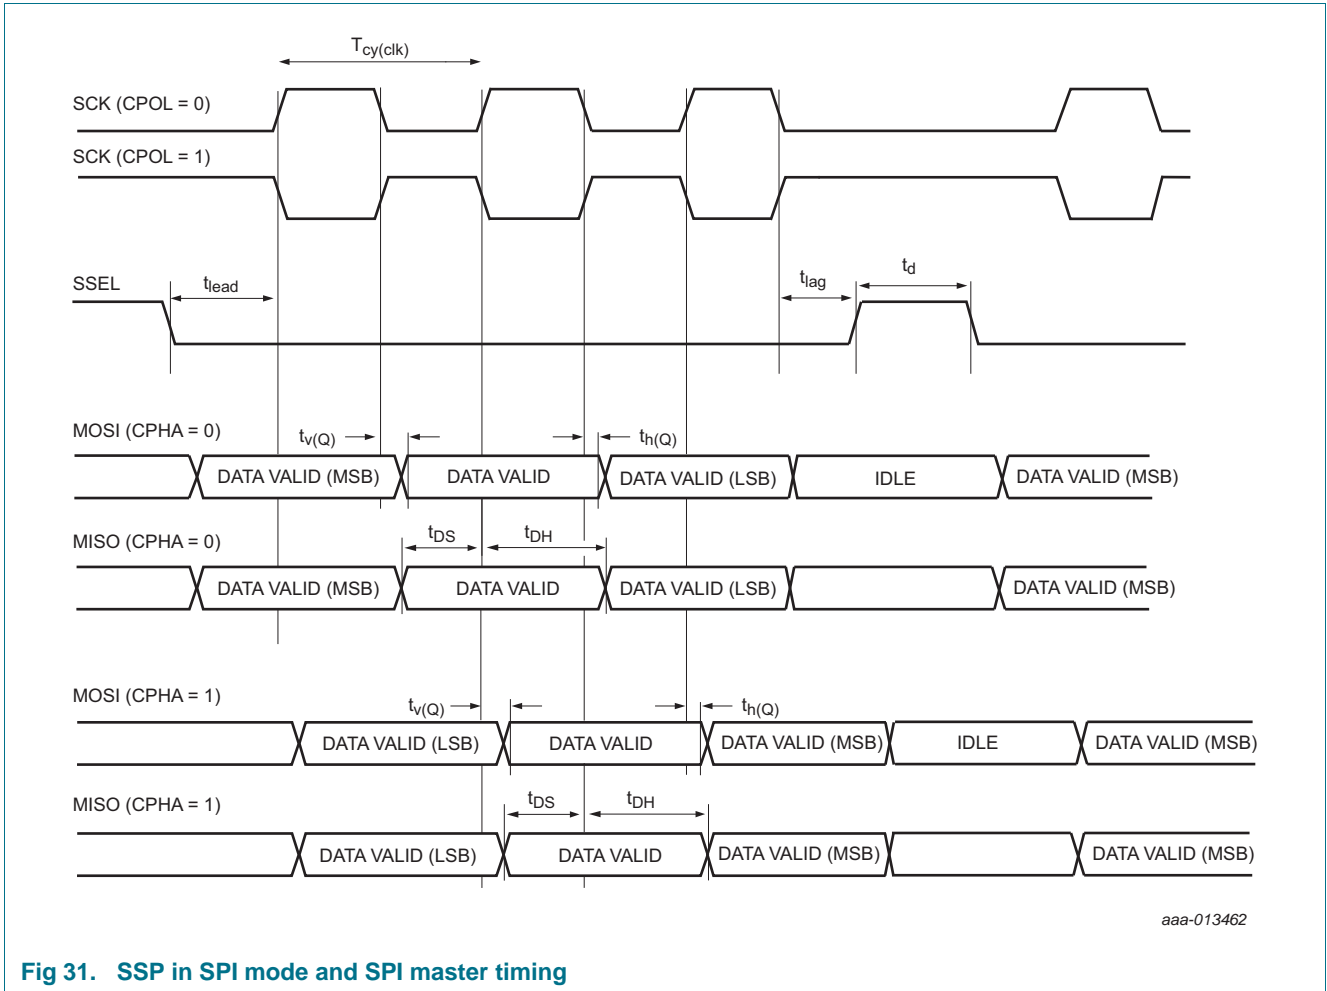 Tcy(clk)
SCK (CPOL = 0)
SCK (CPOL = 1)
SSEL
tlead
tlag
td
MOSI (CPHA = 0)
tv(Q)
th(Q)
DATA VALID (MSB)
DATA VALID
DATA VALID (LSB)
IDLE
DATA VALID (MSB)
MISO (CPHA = 0)
tDS
tDH
DATA VALID (MSB)
DATA VALID
DATA VALID (LSB)
DATA VALID (MSB)
MOSI (CPHA = 1)
tv(Q)
th(Q)
DATA VALID (LSB)
DATA VALID
DATA VALID (MSB)
IDLE
DATA VALID (MSB)
MISO (CPHA = 1)
tDS
tDH
DATA VALID (LSB)
DATA VALID
DATA VALID (MSB)
DATA VALID (MSB)
aaa-013462
Fig 31. SSP in SPI mode and SPI master timing